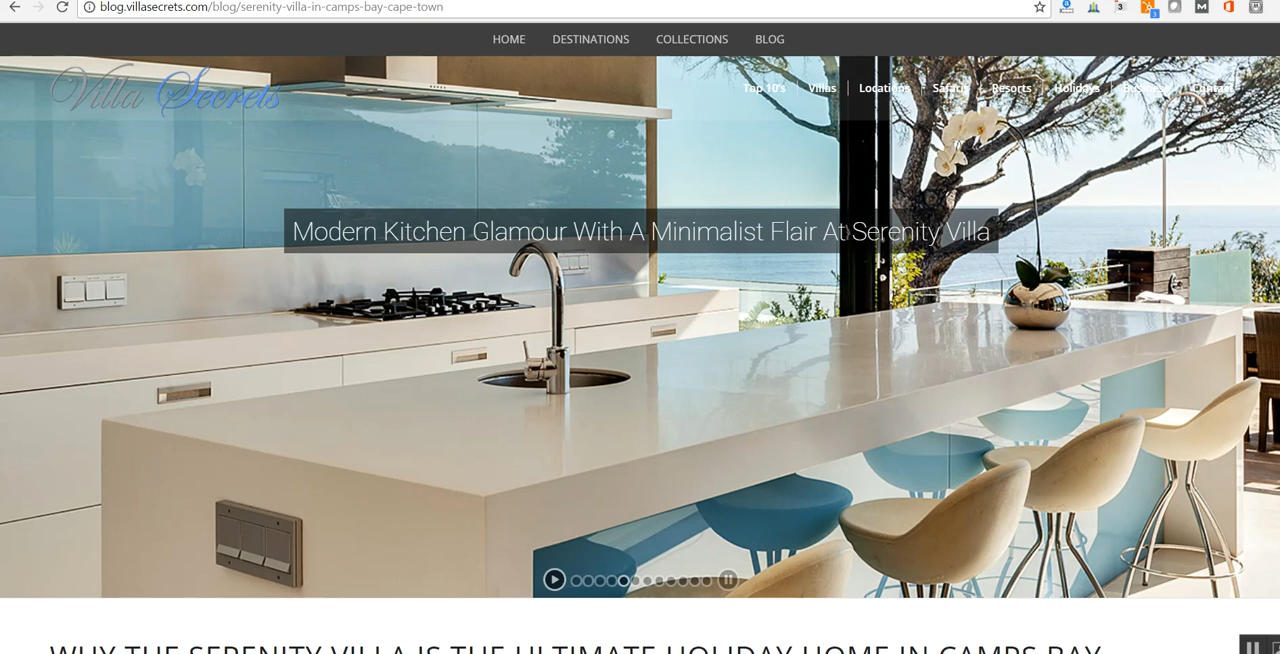 blog.villasecrets.com/blog/serenity-villa-in-camps-bay-cape-town
HOME DESTINATIONS COLLECTIONS BLOG
Villa Secrets
Top 10's Villas Locations Safaris Resorts Holidays Business Contact
Modern Kitchen Glamour With A Minimalist Flair At Serenity Villa
WHY THE SERENITY VILLA IS THE ULTIMATE HOLIDAY HOME IN CAMPS BAY